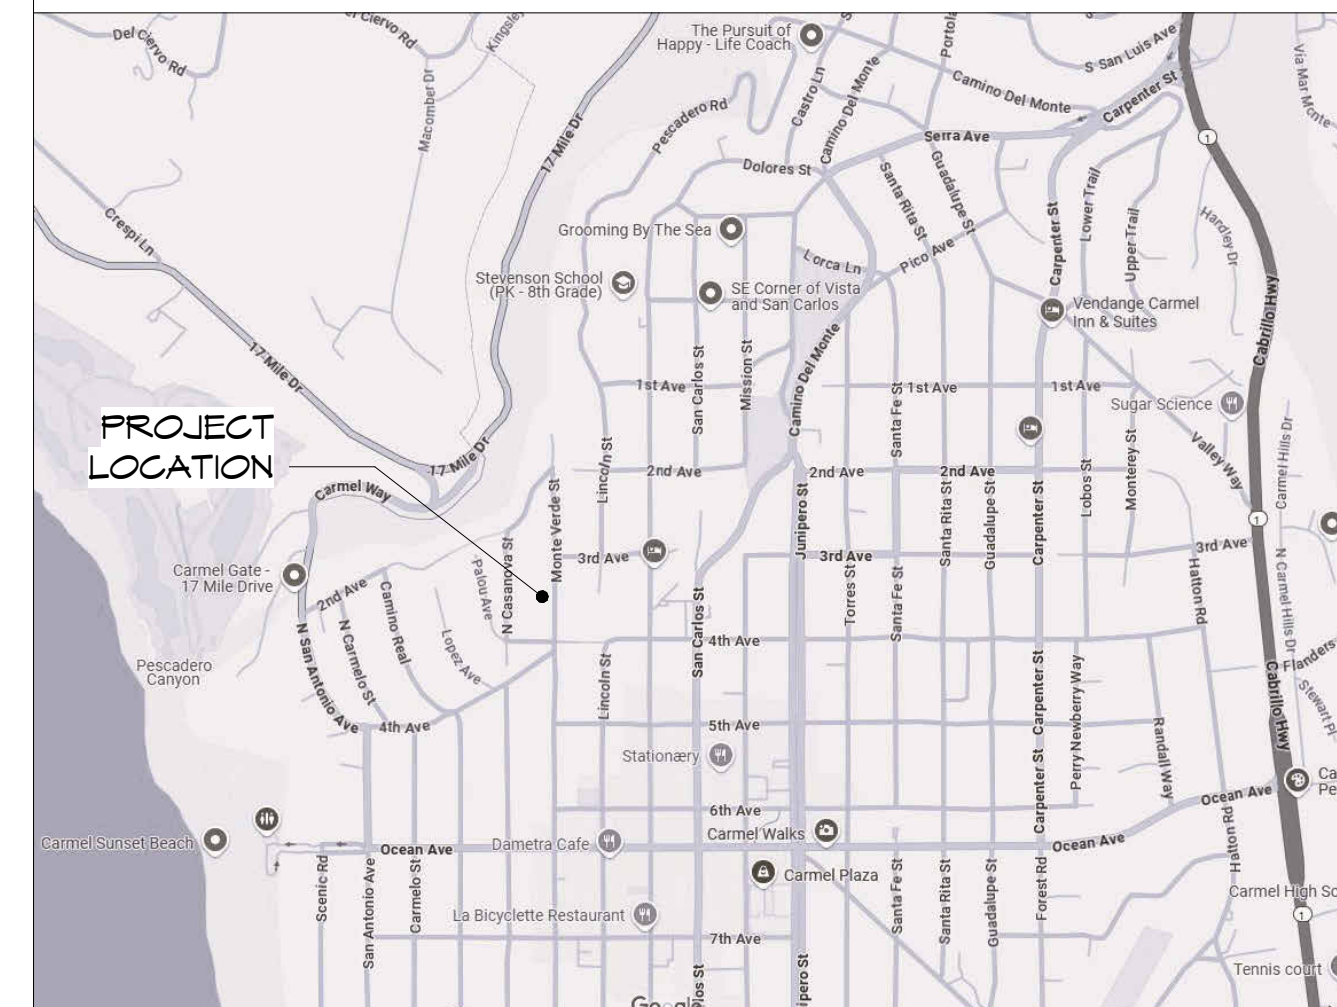 Del Ciervo Rd
Kingsley
Macomber Dr
17 Mile Dr
The Pursuit of
Happy - Life Coach
Castro Ln
Camino Del Monte
Camino Del Monte
S San Luis Ave
Carpenter St
Via Mar Monte
Pescadero Rd
Serra Ave
1
Dolores St
Santa Rita St
Guadalupe St
Lower Trail
Upper Trail
Hardley Dr
Carpenter St
Crespi Ln
Grooming By The Sea
Lorca Ln
Pico Ave
Stevenson School
(PK - 8th Grade)
SE Corner of Vista
and San Carlos
Vendange Carmel
Inn & Suites
Cabrillo Hwy
17 Mile Dr
San Carlos St
Mission St
Camino Del Monte
1st Ave
1st Ave
1st Ave
Santa Fe St
Sugar Science
PROJECT
LOCATION
17 Mile Dr
Carmel Way
Lincoln St
Monte Verde St
2nd Ave
2nd Ave
2nd Ave
Valley Way
Carmel Hills Dr
Junipero St
Santa Rita St
Guadalupe St
Carpenter St
Lobos St
Monterey St
1
Carmel Gate -
17 Mile Drive
2nd Ave
Palou Ave
N Casanova St
3rd Ave
3rd Ave
3rd Ave
Torres St
Santa Fe St
Hatton Rd
N Carmel Hills Dr
San Carlos St
Pescadero
Canyon
N San Antonio Ave
N Carmelo St
Camino Real
Lopez Ave
4th Ave
4th Ave
Lincoln St
Carpenter St
Perry Newberry Way
Cabrillo Hwy
Flanders
Stewart Pl
5th Ave
Stationæry
Randall Way
Carpenter St
6th Ave
Ocean Ave
Carmel Walks
Carmel Sunset Beach
Ocean Ave
Dametra Cafe
Ocean Ave
Carmel Plaza
Hatton Rd
Scenic Rd
San Antonio Ave
Carmelo St
Santa Fe St
Santa Rita St
Guadalupe St
Forest Rd
Carmel High
La Bicyclette Restaurant
1
7th Ave
Tennis court
Google